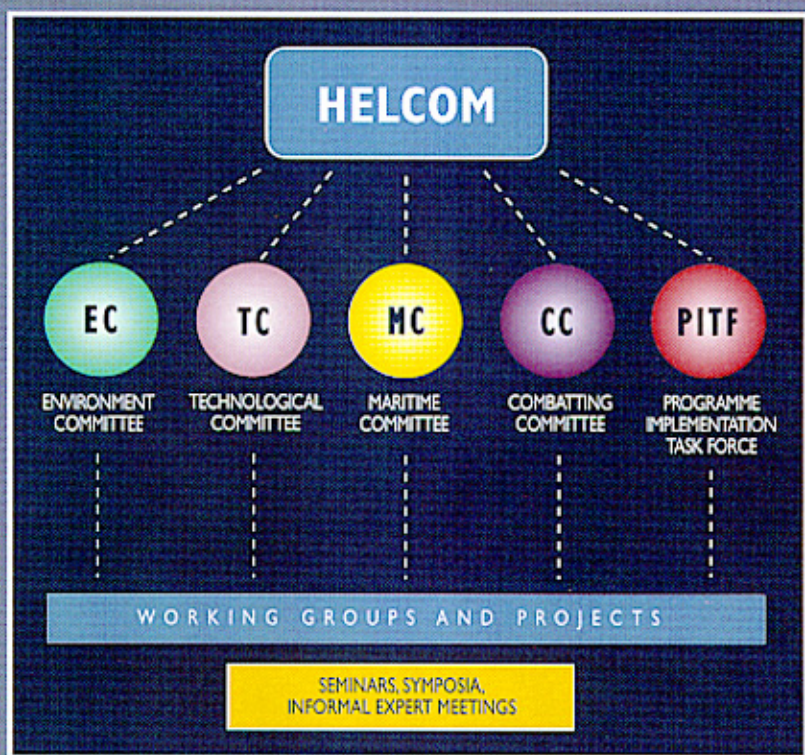 HELCOM
EC
TC
MC
CC
PITF
ENVIRONMENT
COMMITTEE
TECHNOLOGICAL
COMMITTEE
MARITIME
COMMITTEE
COMBATTING
COMMITTEE
PROGRAMME
IMPLEMENTATION
TASK FORCE
WORKING GROUPS AND PROJECTS
SEMINARS, SYMPOSIA,
INFORMAL EXPERT MEETINGS